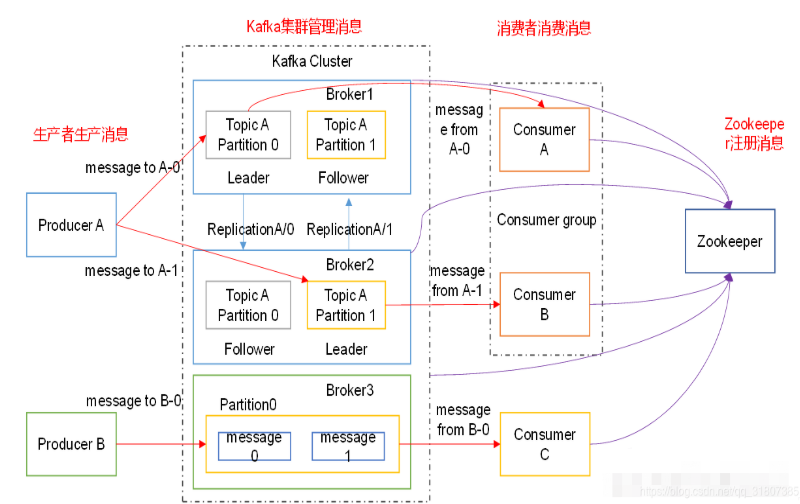 Kafka集群管理消息
消费者消费消息
Kafka Cluster
Broker1
生产者生产消息
Topic A
Partition 0
Topic A
Partition 1
messag
e from
A-0
Consumer
A
Zookeepe
r注册消息
message to A-0
Leader
Follower
Producer A
ReplicationA/0
ReplicationA/1
Consumer group
Zookeeper
message to A-1
Broker2
Topic A
Partition 0
Topic A
Partition 1
message
from A-1
Consumer
B
Follower
Leader
Broker3
message to B-0
Partition0
Producer B
message
0
message
1
message
from B-0
Consumer
C